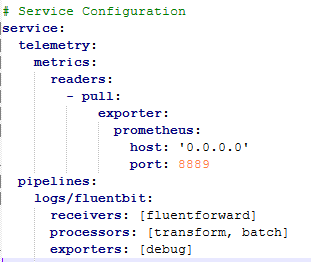 # Service Configuration
service:
  telemetry:
    metrics:
      readers:
        - pull:
            exporter:
              prometheus:
                host: '0.0.0.0'
                port: 8889
  pipelines:
    logs/fluentbit:
      receivers: [fluentforward]
      processors: [transform, batch]
      exporters: [debug]